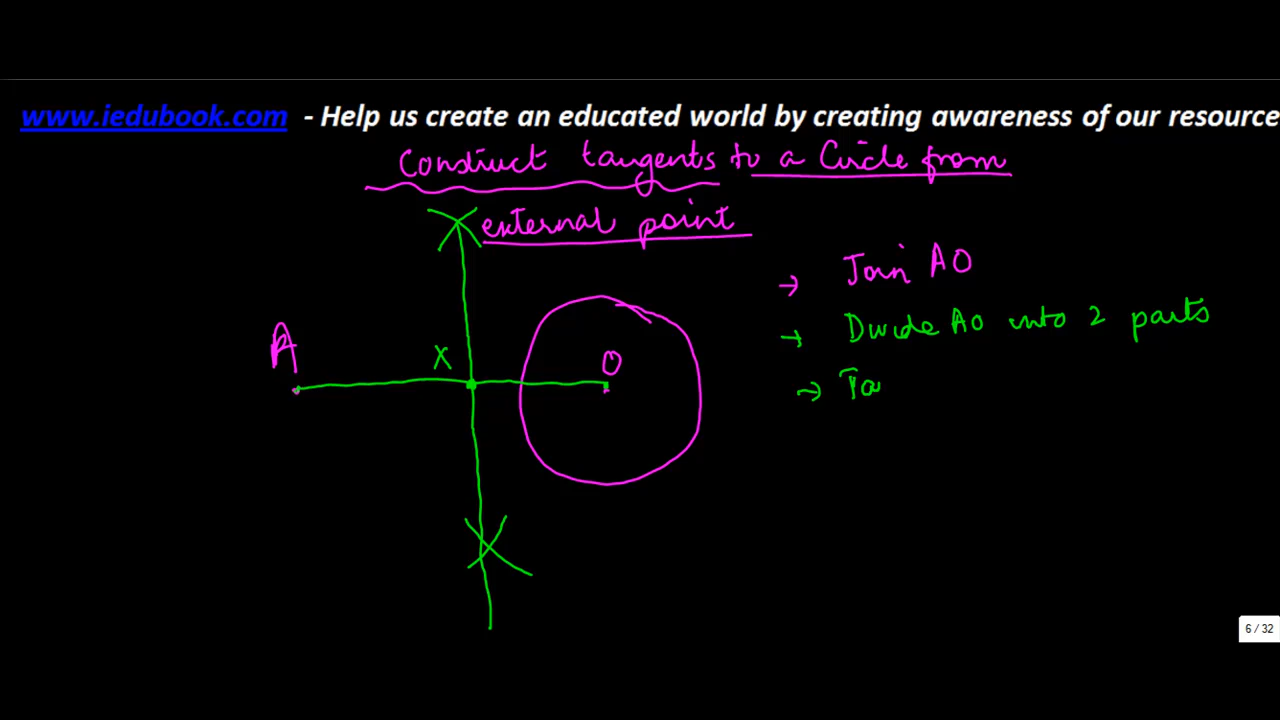 www.iedubook.com - Help us create an educated world by creating awareness of our resource
Construct tangents to a Circle from
external point
→ Join AO
→ Divide AO into 2 parts
→ Ta
A
X
O
6 / 32